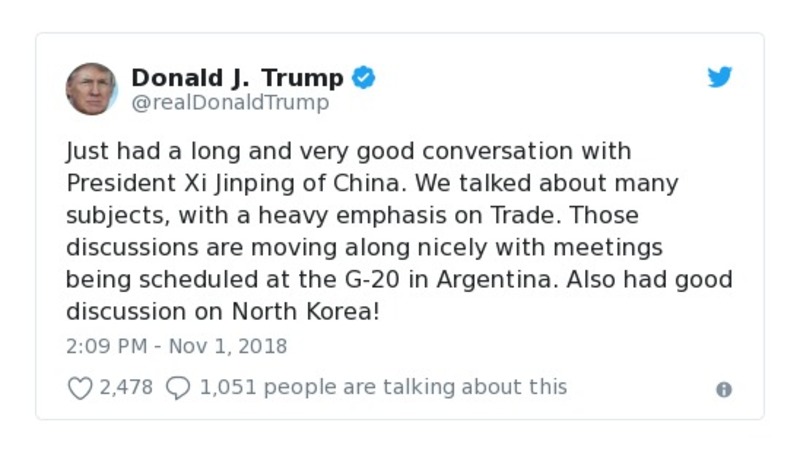 Donald J. Trump
@realDonaldTrump
Just had a long and very good conversation with
President Xi Jinping of China. We talked about many
subjects, with a heavy emphasis on Trade. Those
discussions are moving along nicely with meetings
being scheduled at the G-20 in Argentina. Also had good
discussion on North Korea!
2:09 PM - Nov 1, 2018
2,478 1,051 people are talking about this